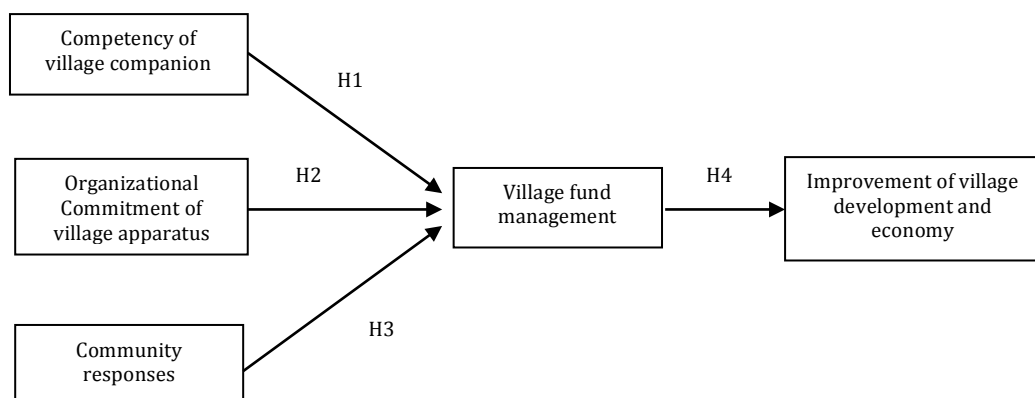 Competency of
village companion
H1
Organizational
Commitment of
village apparatus
H2
Community
responses
H3
Village fund
management
H4
Improvement of village
development and
economy